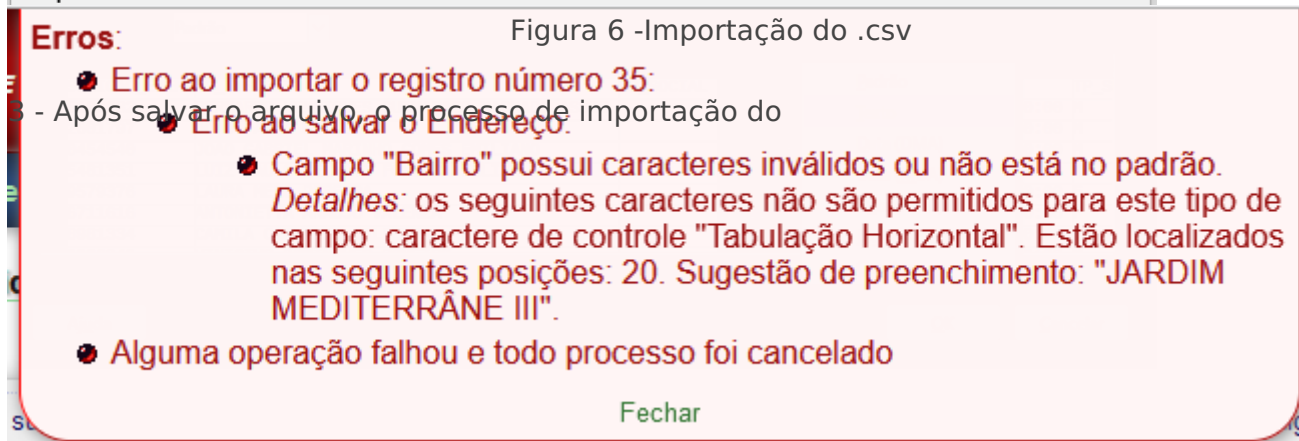 Figura 6 -Importação do .csv
Erros:
Erro ao importar o registro número 35:
3 - Após salvar o arquivo, o processo de importação do
Erro ao salvar o Endereço:
Campo "Bairro" possui caracteres inválidos ou não está no padrão.
Detalhes: os seguintes caracteres não são permitidos para este tipo de
campo: caractere de controle "Tabulação Horizontal". Estão localizados
nas seguintes posições: 20. Sugestão de preenchimento: "JARDIM
MEDITERRÂNE III".
Alguma operação falhou e todo processo foi cancelado
Fechar